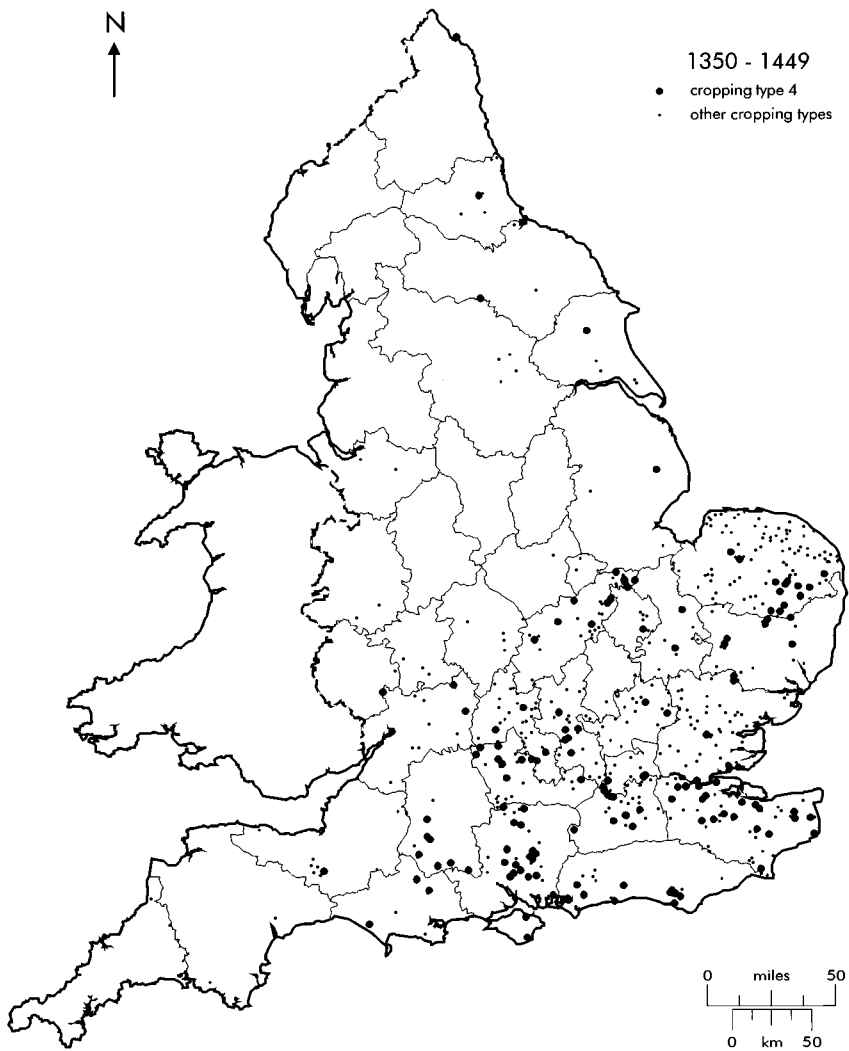 N
1350 - 1449
cropping type 4
other cropping types
0 miles 50
0 km 50